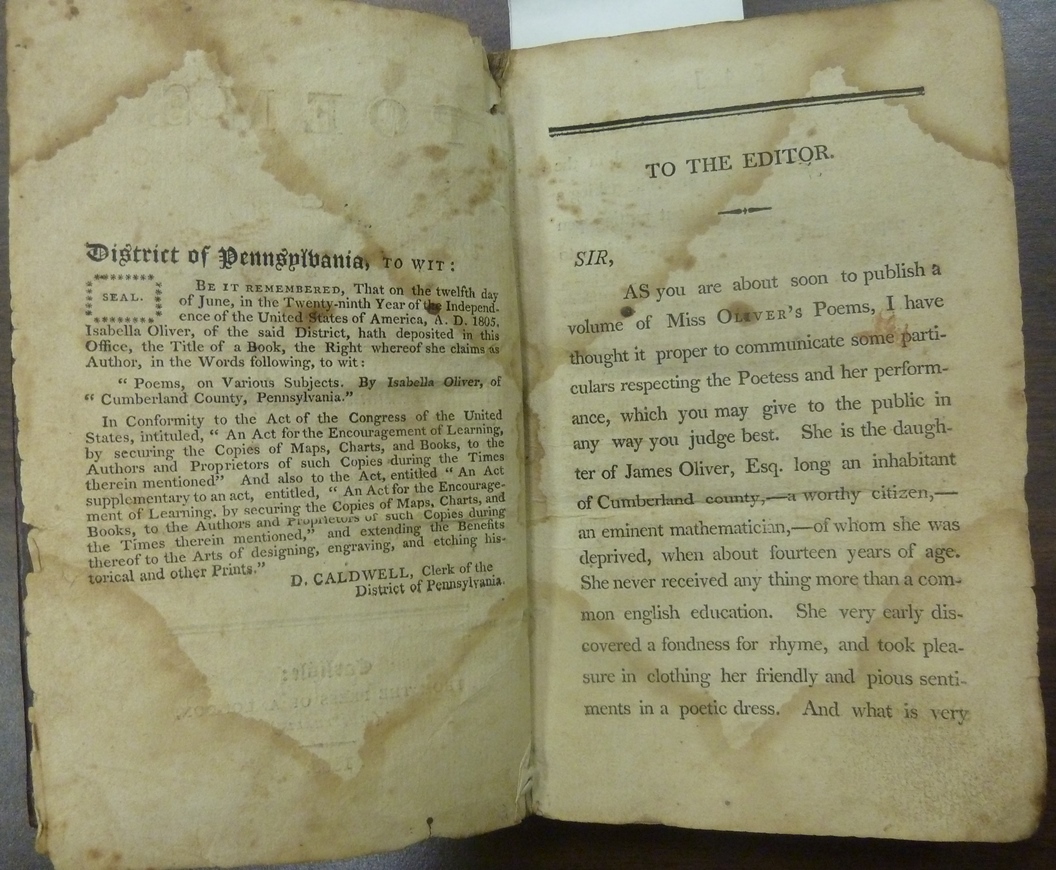 District of Pennsylvania, TO WIT:
SEAL.
BE IT REMEMBERED, That on the twelfth day
of June, in the Twenty-ninth Year of the Independ-
ence of the United States of America, A. D. 1805,
Isabella Oliver, of the said District, hath deposited in this
Office, the Title of a Book, the Right whereof she claims as
Author, in the Words following, to wit:
“ Poems, on Various Subjects. By Isabella Oliver, of
“ Cumberland County, Pennsylvania.”
In Conformity to the Act of the Congress of the United
States, intituled, “ An Act for the Encouragement of Learning,
by securing the Copies of Maps, Charts, and Books, to the
Authors and Proprietors of such Copies during the Times
therein mentioned” And also to the Act, entitled “ An Act
supplementary to an act, entitled, “ An Act for the Encourage-
ment of Learning, by securing the Copies of Maps, Charts, and
Books, to the Authors and Proprietors of such Copies during
the Times therein mentioned,” and extending the Benefits
thereof to the Arts of designing, engraving, and etching his-
torical and other Prints.”
D. CALDWELL, Clerk of the
District of Pennsylvania.
TO THE EDITOR.
SIR,
AS you are about soon to publish a
volume of Miss OLIVER'S Poems, I have
thought it proper to communicate some parti-
culars respecting the Poetess and her perform-
ance, which you may give to the public in
any way you judge best. She is the daugh-
ter of James Oliver, Esq. long an inhabitant
of Cumberland county,—a worthy citizen,—
an eminent mathematician,—of whom she was
deprived, when about fourteen years of age.
She never received any thing more than a com-
mon english education. She very early dis-
covered a fondness for rhyme, and took plea-
sure in clothing her friendly and pious senti-
ments in a poetic dress. And what is very